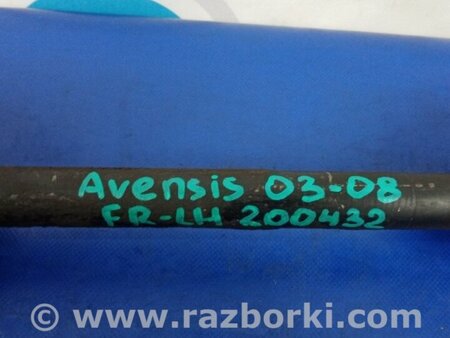 Avensis 03-08
FR-LH 200432
© www.razborki.com